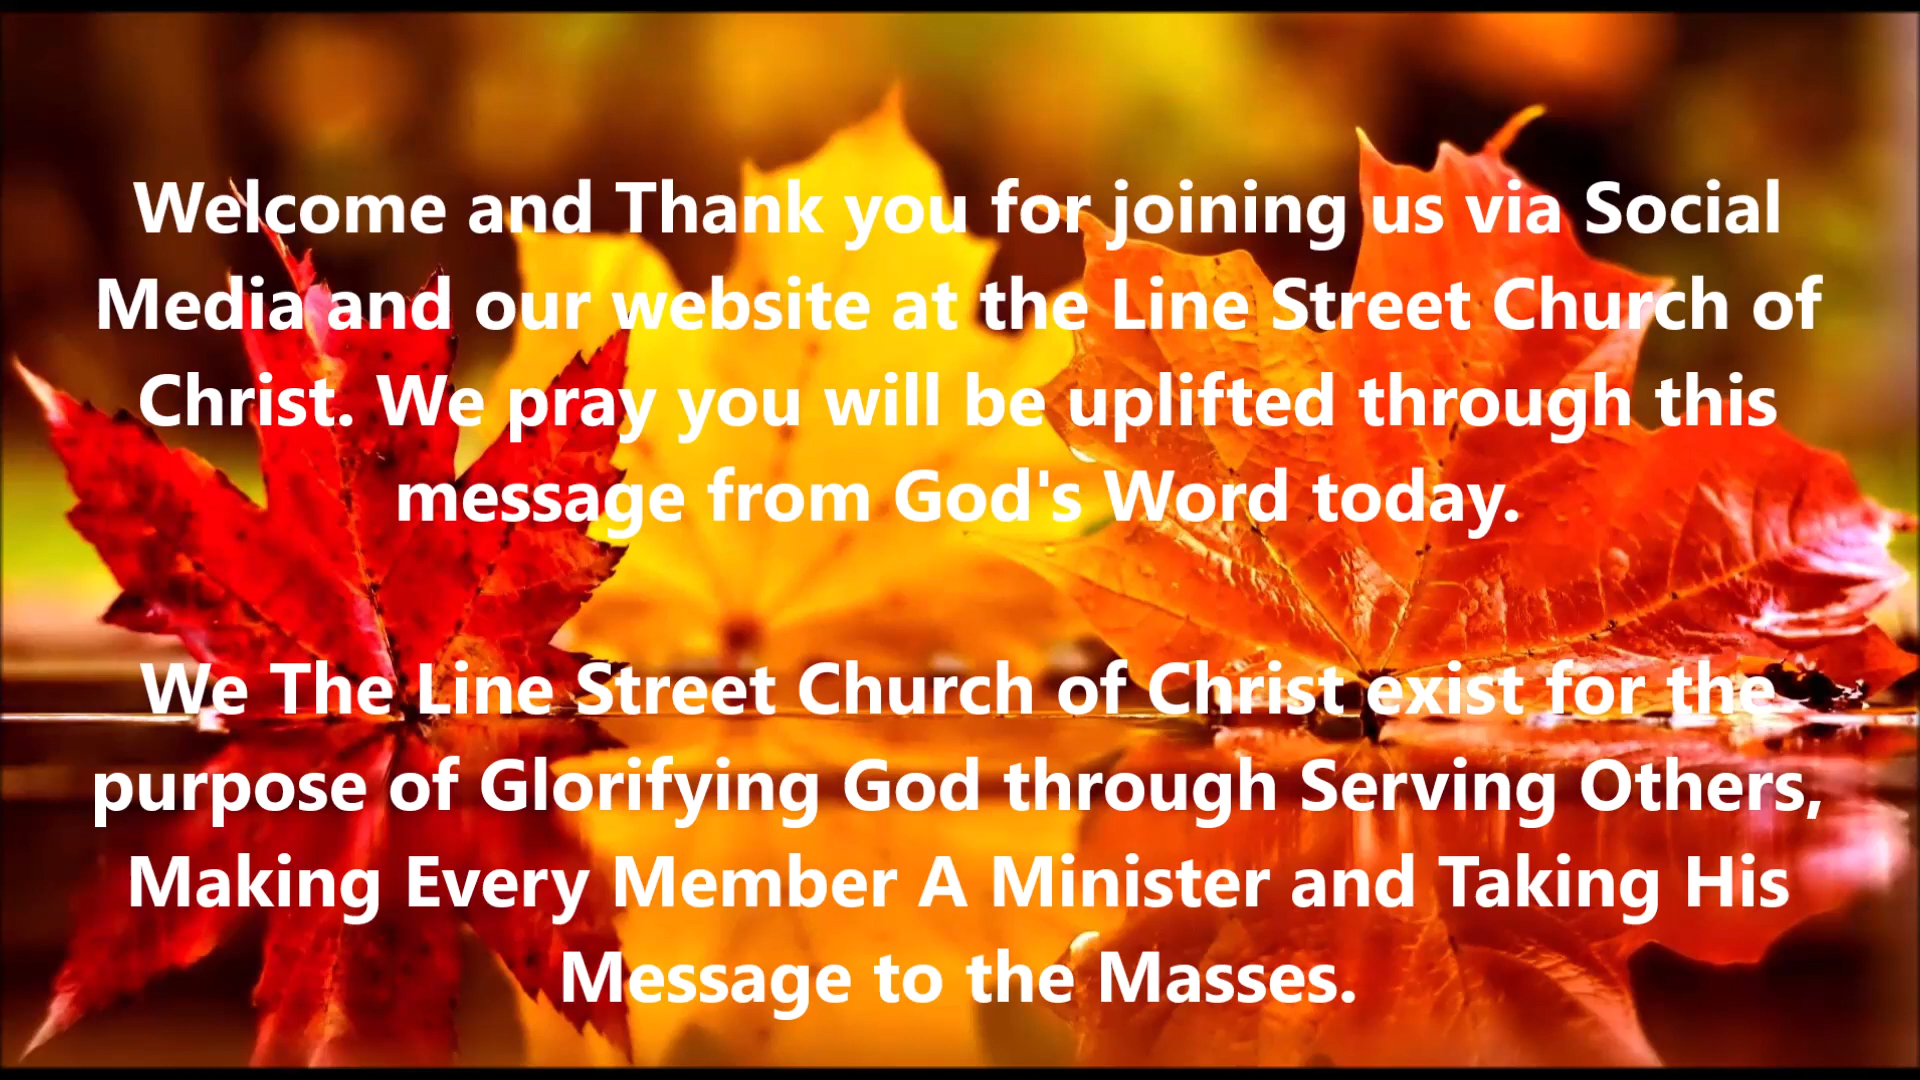 Welcome and Thank you for joining us via Social
Media and our website at the Line Street Church of
Christ. We pray you will be uplifted through this
message from God's Word today.
We The Line Street Church of Christ exist for the
purpose of Glorifying God through Serving Others,
Making Every Member A Minister and Taking His
Message to the Masses.